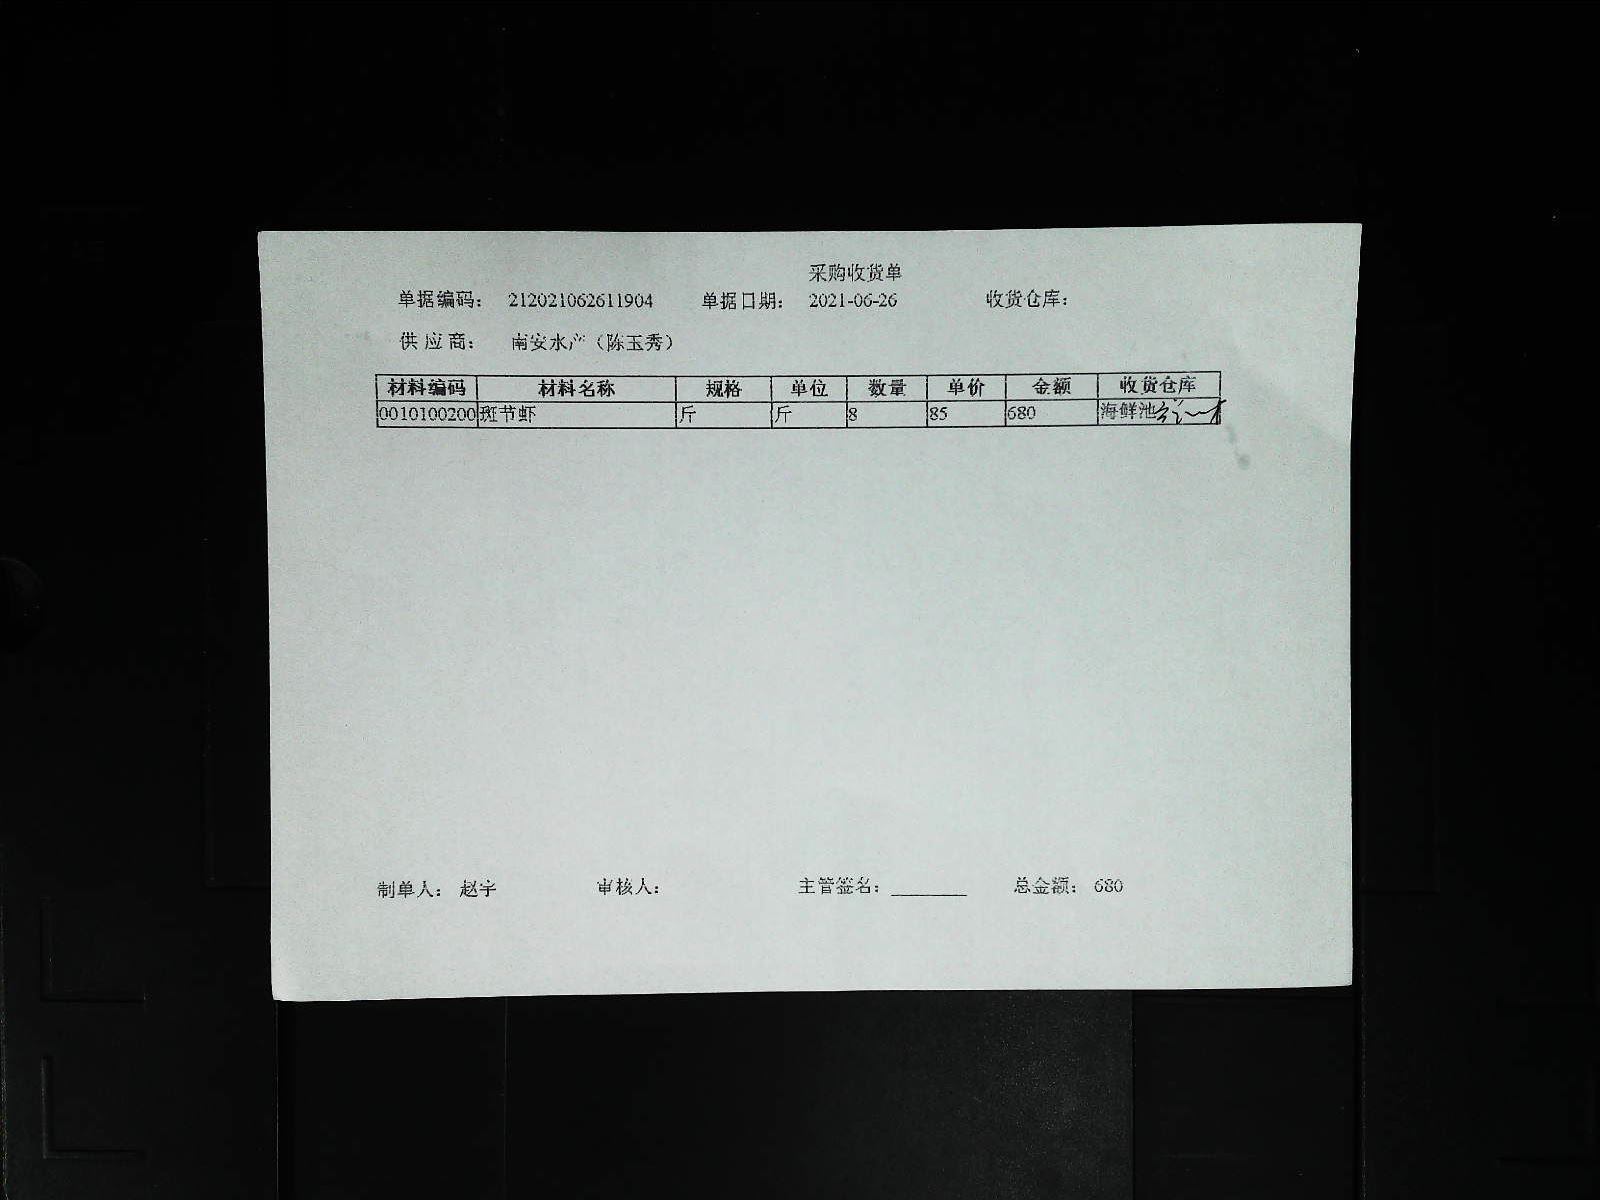 采购收货单
单据编码： 212021062611904 单据日期： 2021-06-26 收货仓库：
供 应 商： 南安水产（陈玉秀）
材料编码 材料名称 规格 单位 数量 单价 金额 收货仓库
0010100200 斑节虾 斤 斤 8 85 680 海鲜池
制单人： 赵宇 审核人： 主管签名：________ 总金额： 680